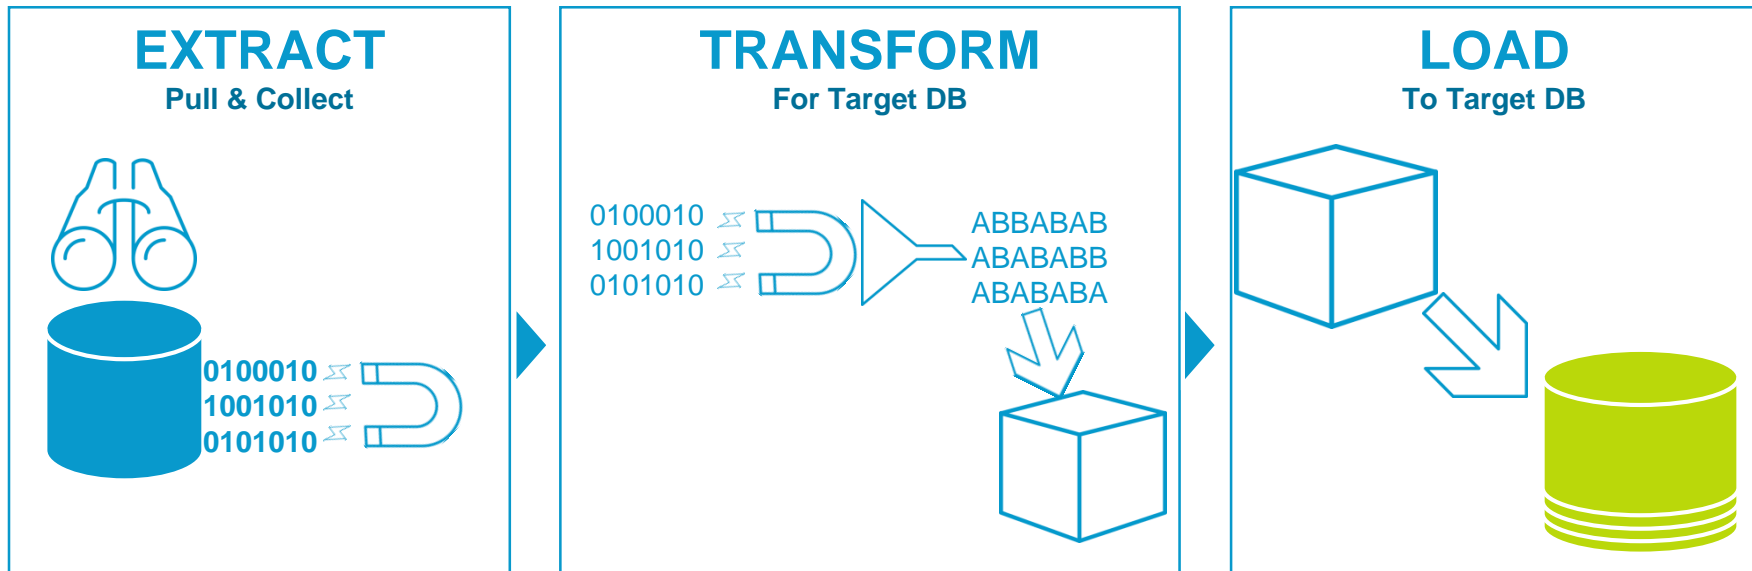 EXTRACT
Pull & Collect
0100010
1001010
0101010
TRANSFORM
For Target DB
0100010
1001010
0101010
ABBABAB
ABABABB
ABABABA
LOAD
To Target DB